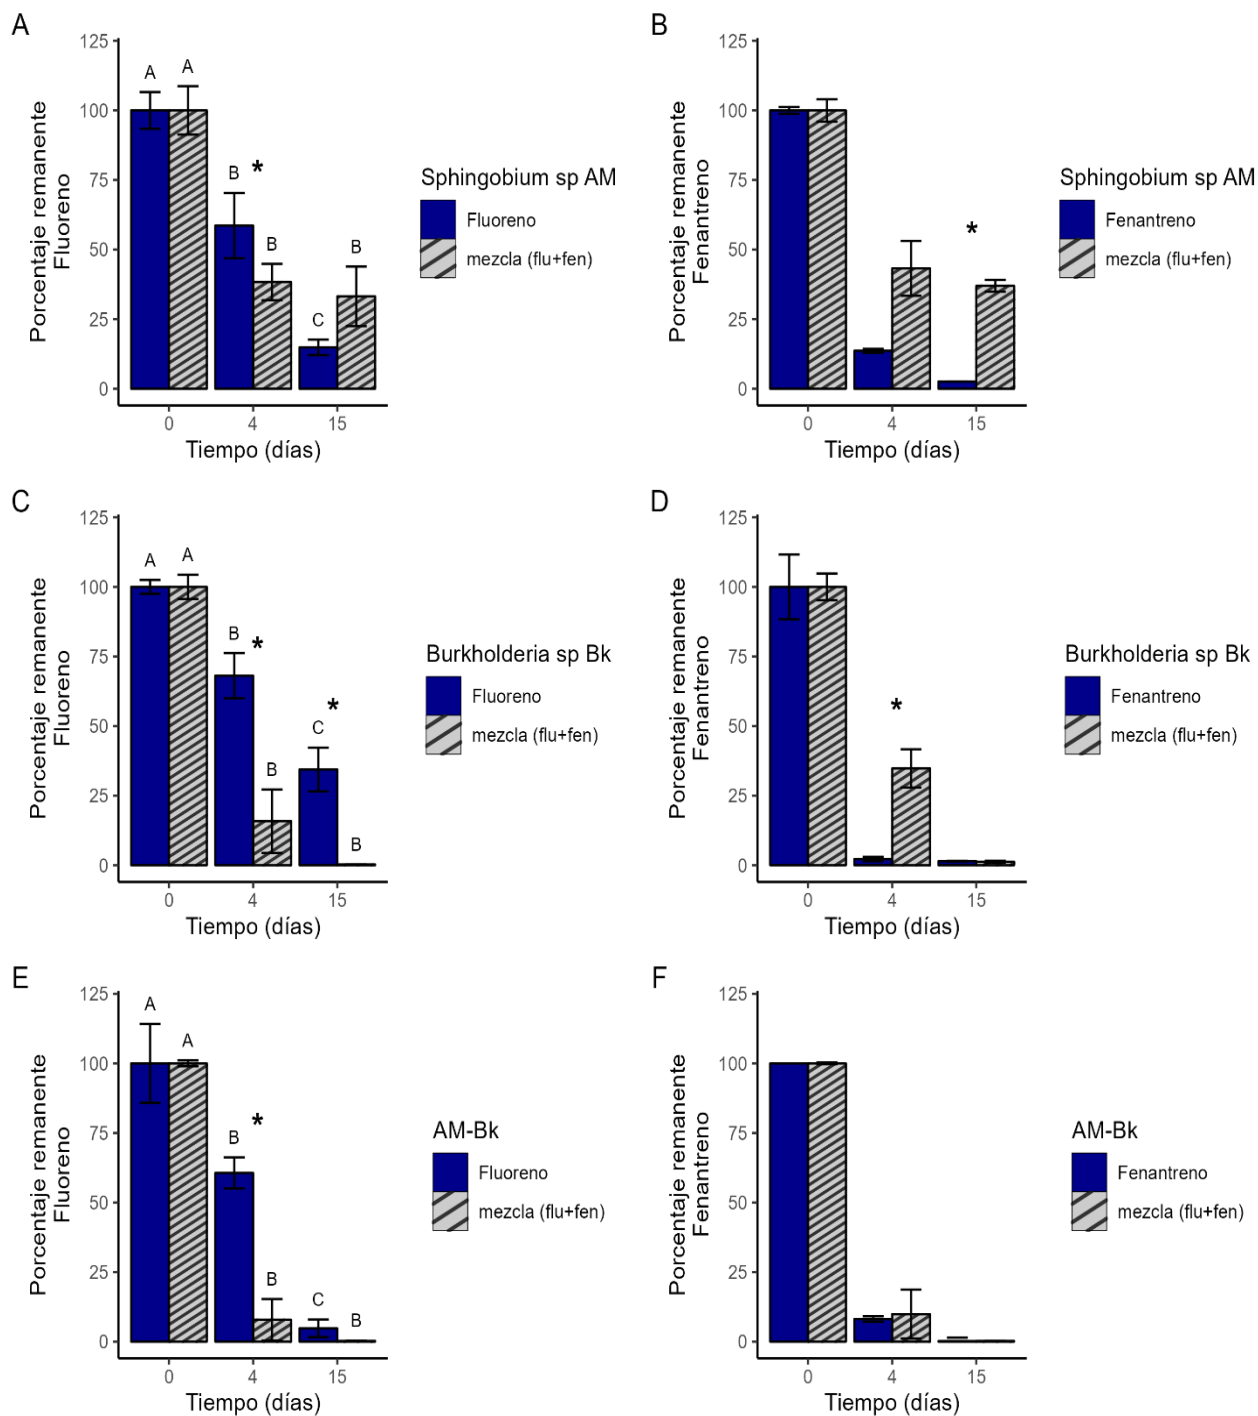 A
Porcentaje remanente
Fluoreno
125
100
75
50
25
0
A
A
B
*
B
C
B
0
4
15
Tiempo (días)
Sphingobium sp AM
Fluoreno
mezcla (flu+fen)
B
Porcentaje remanente
Fenantreno
125
100
75
50
25
0
*
0
4
15
Tiempo (días)
Sphingobium sp AM
Fenantreno
mezcla (flu+fen)
C
Porcentaje remanente
Fluoreno
125
100
75
50
25
0
A
A
B
*
B
C
*
B
0
4
15
Tiempo (días)
Burkholderia sp Bk
Fluoreno
mezcla (flu+fen)
D
Porcentaje remanente
Fenantreno
125
100
75
50
25
0
*
0
4
15
Tiempo (días)
Burkholderia sp Bk
Fenantreno
mezcla (flu+fen)
E
Porcentaje remanente
Fluoreno
125
100
75
50
25
0
A
A
B
*
B
C
B
0
4
15
Tiempo (días)
AM-Bk
Fluoreno
mezcla (flu+fen)
F
Porcentaje remanente
Fenantreno
125
100
75
50
25
0
0
4
15
Tiempo (días)
AM-Bk
Fenantreno
mezcla (flu+fen)